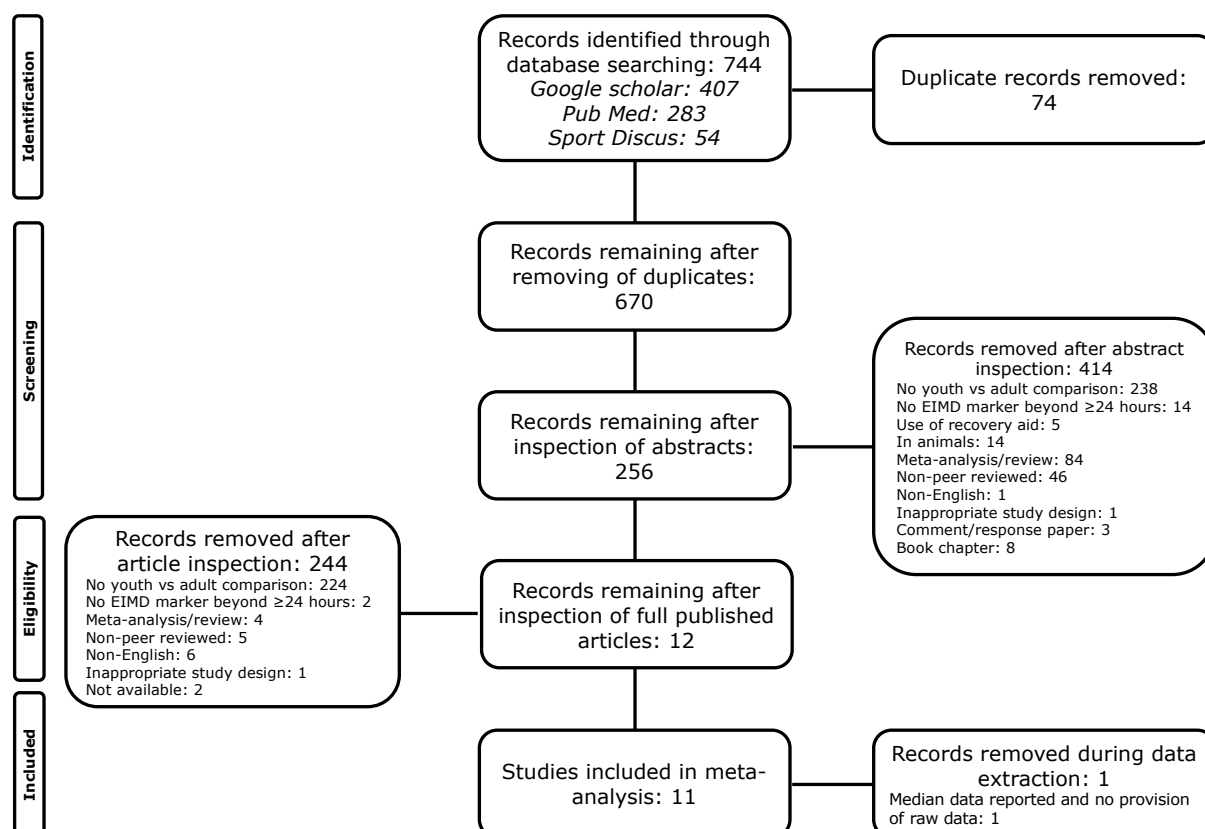 Identification
Records identified through
database searching: 744
Google scholar: 407
Pub Med: 283
Sport Discus: 54
Duplicate records removed:
74
Screening
Records remaining after
removing of duplicates:
670
Records remaining after
inspection of abstracts:
256
Records removed after abstract
inspection: 414
No youth vs adult comparison: 238
No EIMD marker beyond ≥24 hours: 14
Use of recovery aid: 5
In animals: 14
Meta-analysis/review: 84
Non-peer reviewed: 46
Non-English: 1
Inappropriate study design: 1
Comment/response paper: 3
Book chapter: 8
Eligibility
Records removed after
article inspection: 244
No youth vs adult comparison: 224
No EIMD marker beyond ≥24 hours: 2
Meta-analysis/review: 4
Non-peer reviewed: 5
Non-English: 6
Inappropriate study design: 1
Not available: 2
Records remaining after
inspection of full published
articles: 12
Included
Studies included in meta-
analysis: 11
Records removed during data
extraction: 1
Median data reported and no provision
of raw data: 1